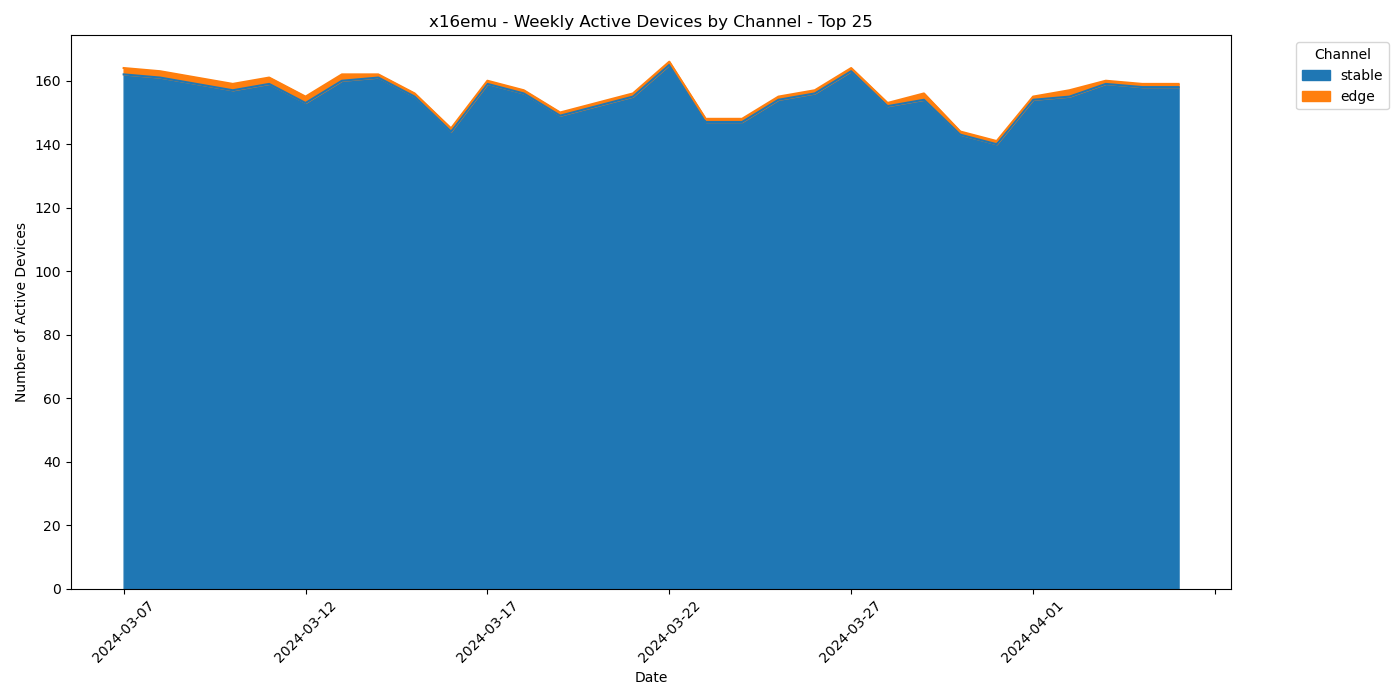 x16emu - Weekly Active Devices by Channel - Top 25
Channel
stable
edge
Number of Active Devices
160
140
120
100
80
60
40
20
0
2024-03-07
2024-03-12
2024-03-17
2024-03-22
2024-03-27
2024-04-01
Date